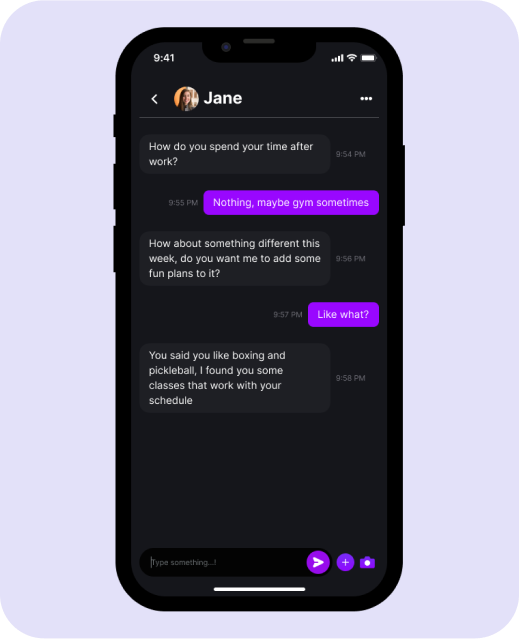 9:41
Jane
How do you spend your time after
work?
9:54 PM
9:55 PM
Nothing, maybe gym sometimes
How about something different this
week, do you want me to add some
fun plans to it?
9:56 PM
9:57 PM
Like what?
You said you like boxing and
pickleball, I found you some
classes that work with your
schedule
9:58 PM
Type something...!